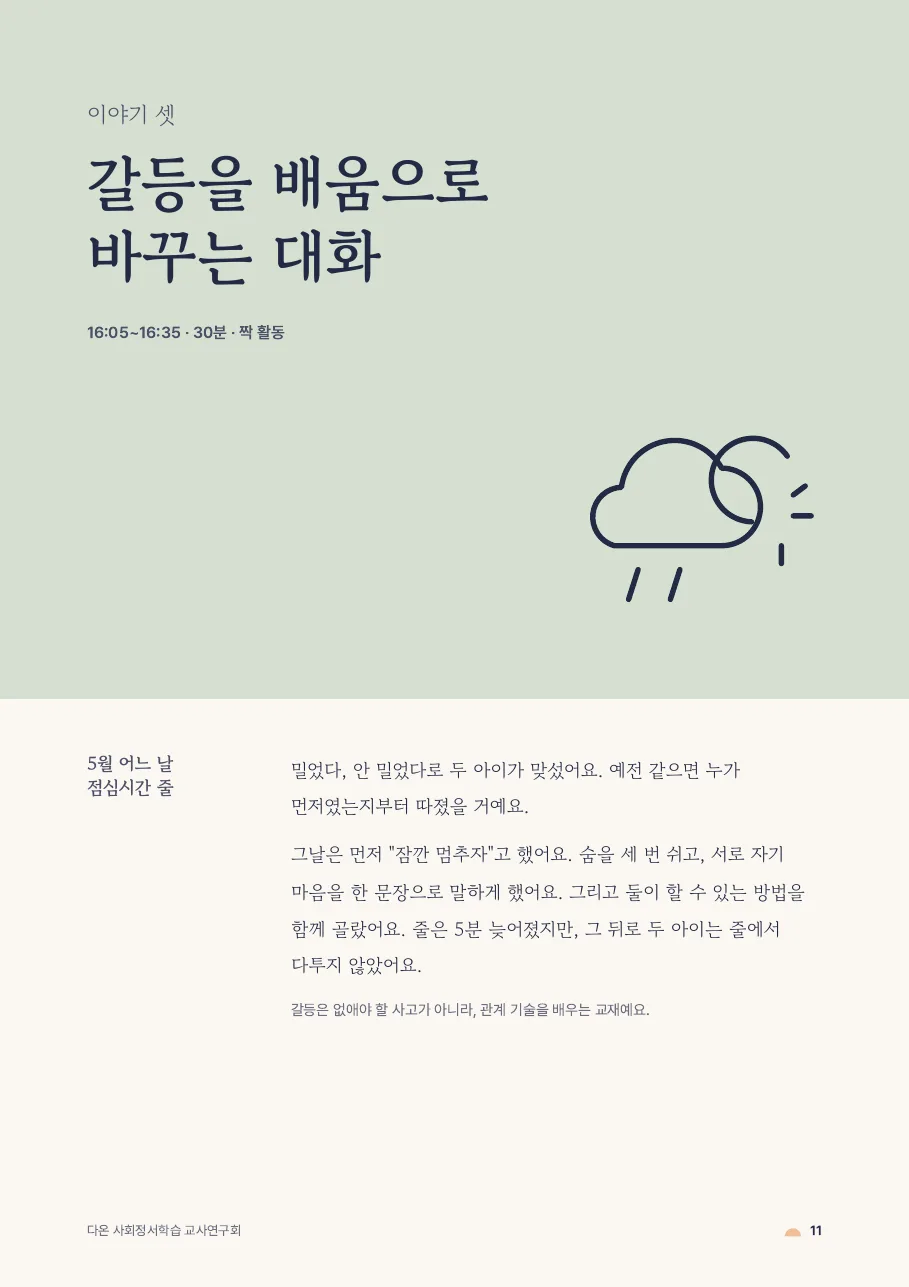 이야기 셋
갈등을 배움으로
바꾸는 대화
16:05~16:35 · 30분 · 짝 활동
5월 어느 날
점심시간 줄
밀었다, 안 밀었다로 두 아이가 맞섰어요. 예전 같으면 누가
먼저였는지부터 따졌을 거예요.
그날은 먼저 "잠깐 멈추자"고 했어요. 숨을 세 번 쉬고, 서로 자기
마음을 한 문장으로 말하게 했어요. 그리고 둘이 할 수 있는 방법을
함께 골랐어요. 줄은 5분 늦어졌지만, 그 뒤로 두 아이는 줄에서
다투지 않았어요.
갈등은 없애야 할 사고가 아니라, 관계 기술을 배우는 교재예요.
다온 사회정서학습 교사연구회
11